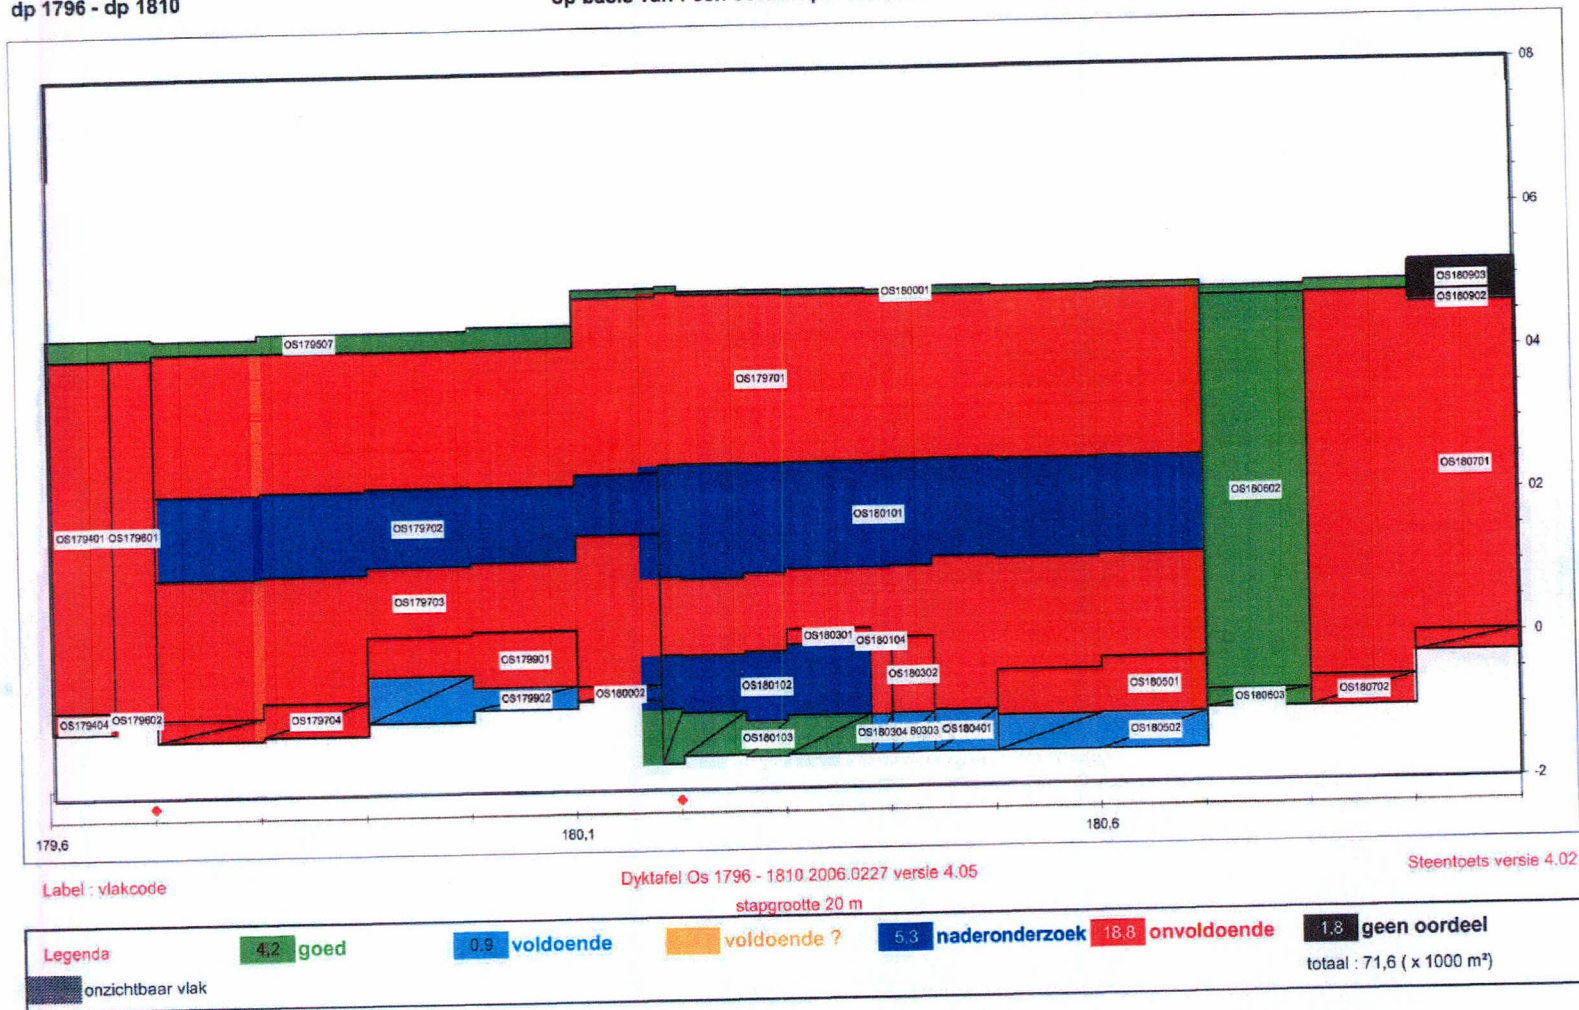 dp 1796 - dp 1810
08
06
04
02
0
-2
OS180903
OS180902
OS180001
OS179507
OS179701
OS180701
OS180602
OS180101
OS179702
OS179401 OS179601
OS179703
OS180301 OS180104
OS179901
OS180302
OS180102
OS180501
OS179902
OS180002
OS180603
OS180702
OS179404 OS179602
OS179704
OS180103
OS180304 80303 OS180401
OS180502
179,6
180,1
180,6
Label : vlakcode
Dyktafel Os 1796 - 1810 2006.0227 versie 4.05
Steentoets versie 4.02
stapgrootte 20 m
Legenda
4,2 goed
0,9 voldoende
voldoende ?
5,3 naderonderzoek
18,8 onvoldoende
1,8 geen oordeel
totaal : 71,6 ( x 1000 m²)
onzichtbaar vlak